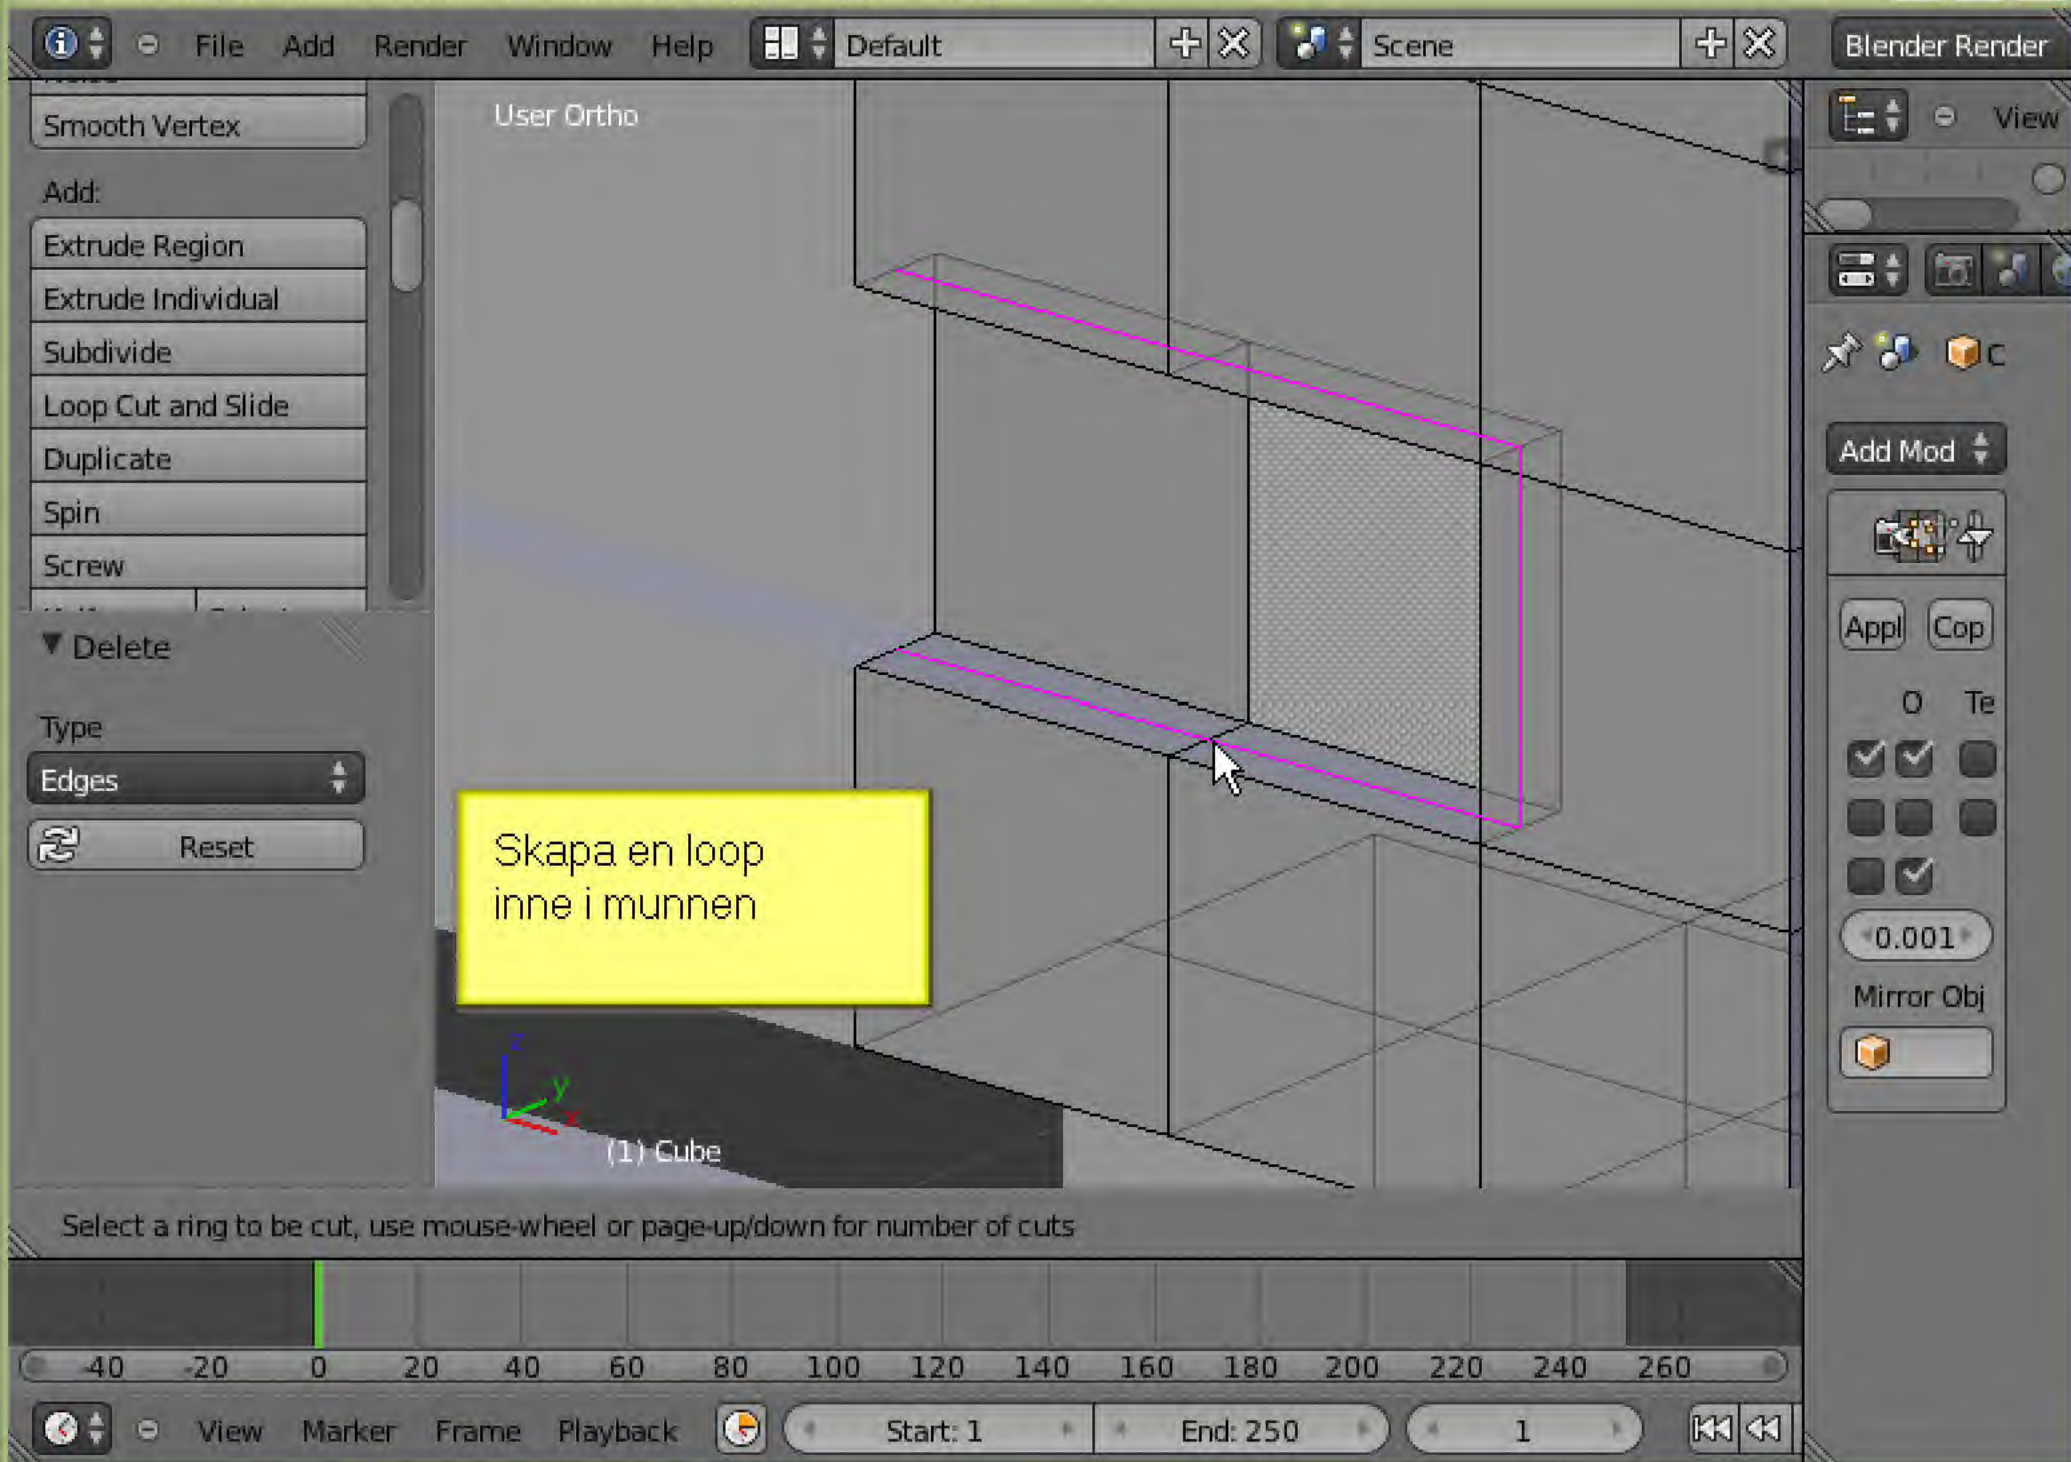 File Add Render Window Help Default Scene Blender Render
Smooth Vertex
Add:
Extrude Region
Extrude Individual
Subdivide
Loop Cut and Slide
Duplicate
Spin
Screw
Delete
Type
Edges
Reset
User Ortho
Skapa en loop
inne i munnen
z
y
x
(1) Cube
View
C
Add Mod
Appl Cop
O Te
0.001
Mirror Obj
Select a ring to be cut, use mouse-wheel or page-up/down for number of cuts
-40 -20 0 20 40 60 80 100 120 140 160 180 200 220 240 260
View Marker Frame Playback Start: 1 End: 250 1